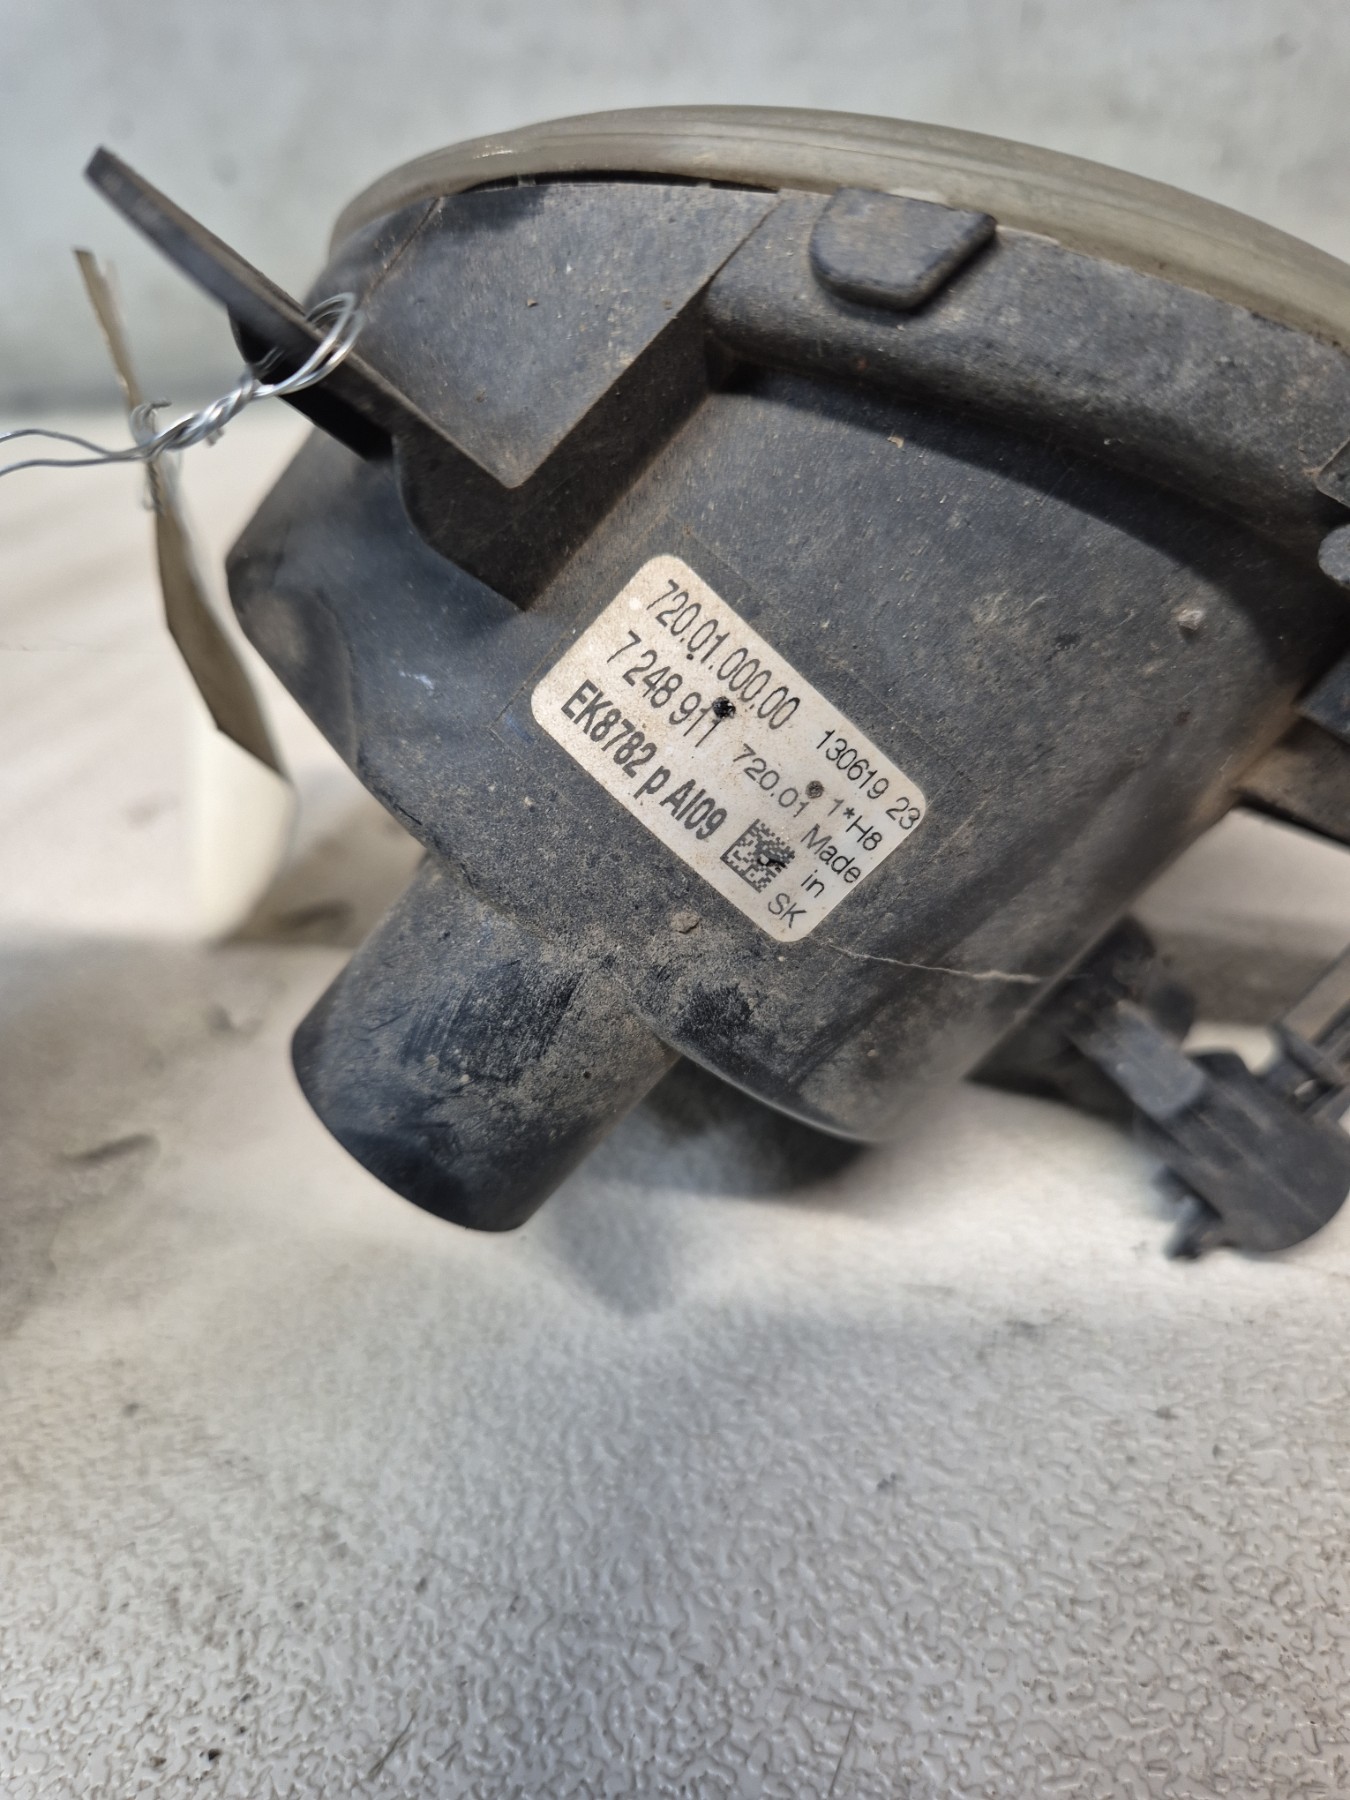 720.01.000.00
7 248 911
EK8782 p AI09
130619 23
720.01 1*H8
Made
in
SK